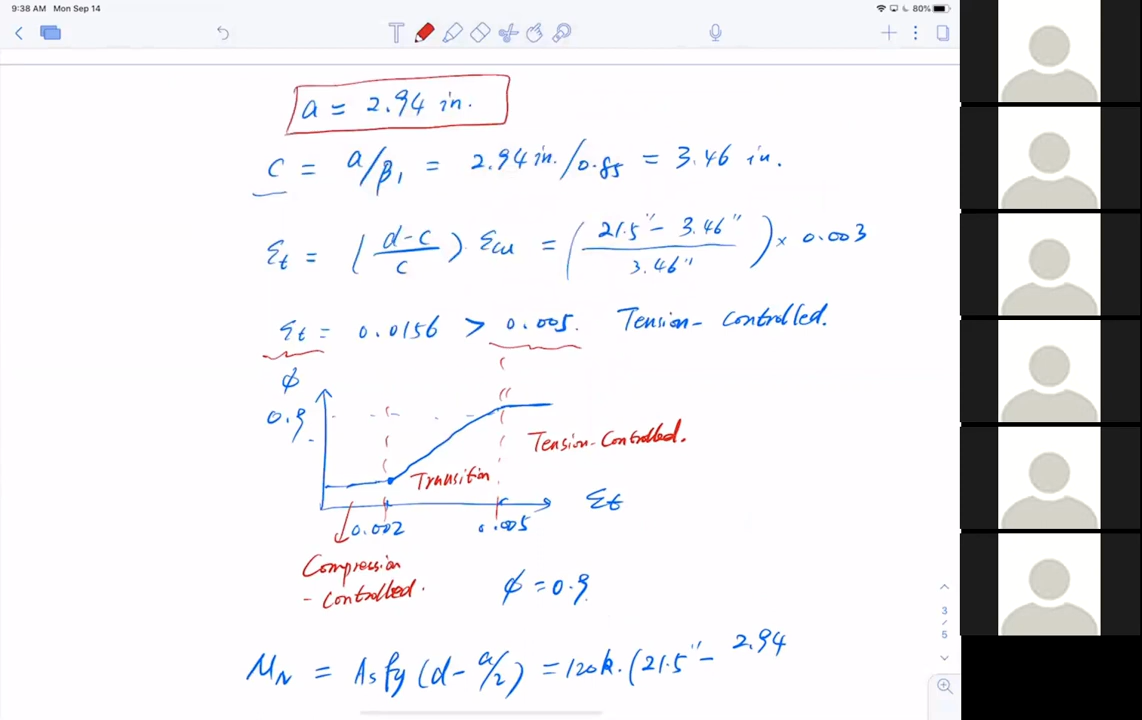 9:38 AM Mon Sep 14
80%
T
a = 2.94 in.
c = a/β₁ = 2.94 in./0.85 = 3.46 in.
εt = (d-c/c) εcu = (21.5" - 3.46"/3.46") × 0.003
εt = 0.0156 > 0.005. Tension-controlled.
ϕ
0.9
Tension-Controlled.
Transition
εt
0.002
0.005
Compression
-controlled.
ϕ = 0.9
3
/
5
MN = As fy (d - a/2) = 120k. (21.5" - 2.94